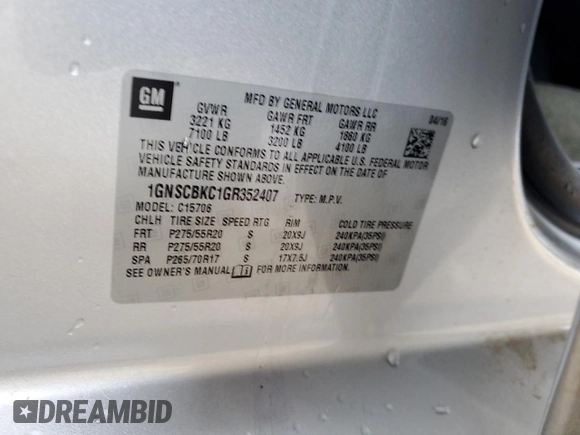 GM
MFD BY GENERAL MOTORS LLC
04/16
GVWR GAWR FRT GAWR RR
3221 KG 1452 KG 1860 KG
7100 LB 3200 LB 4100 LB
THIS VEHICLE CONFORMS TO ALL APPLICABLE U.S. FEDERAL MOTOR
VEHICLE SAFETY STANDARDS IN EFFECT ON THE DATE OF
MANUFACTURE SHOWN ABOVE.
1GNSCBKC1GR352407 TYPE: M.P.V.
MODEL: C15706
CHLH TIRE SIZE SPEED RTG RIM COLD TIRE PRESSURE
FRT P275/55R20 S 20X9J 240KPA(35PSI)
RR P275/55R20 S 20X9J 240KPA(35PSI)
SPA P265/70R17 S 17X7.5J 240KPA(35PSI)
SEE OWNER'S MANUAL FOR MORE INFORMATION.
DREAMBID